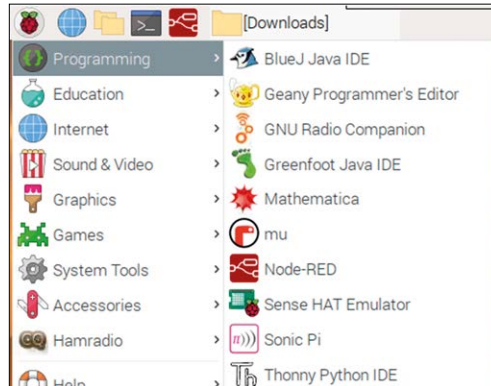 [Downloads]
Programming
Education
Internet
Sound & Video
Graphics
Games
System Tools
Accessories
Hamradio
Help
BlueJ Java IDE
Geany Programmer's Editor
GNU Radio Companion
Greenfoot Java IDE
Mathematica
mu
Node-RED
Sense HAT Emulator
Sonic Pi
Thonny Python IDE